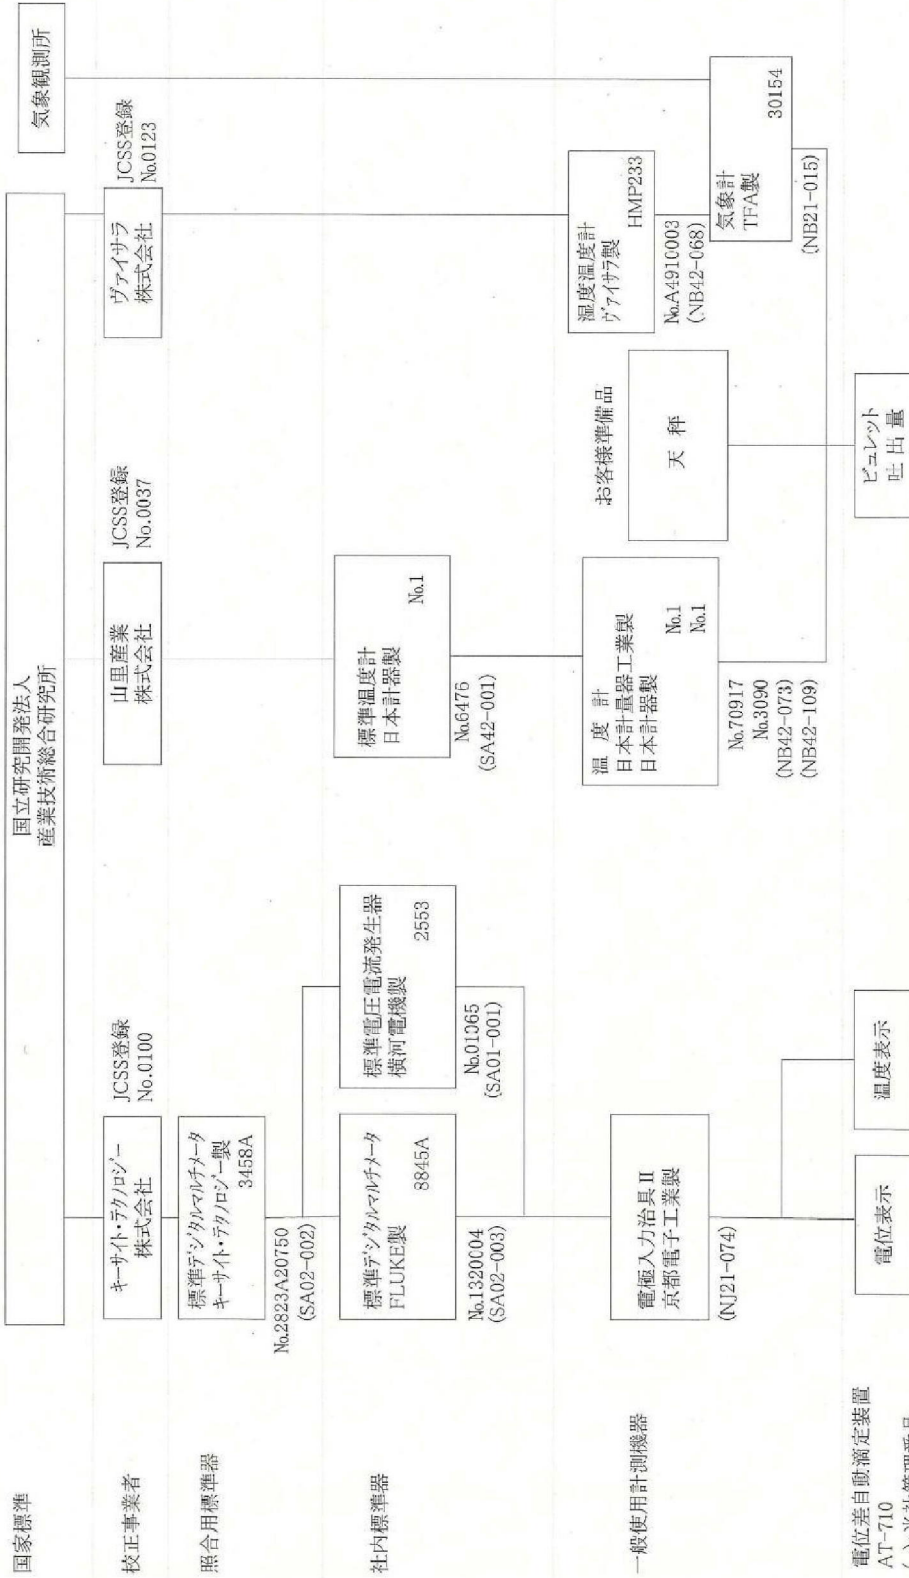 国家標準
国立研究開発法人
産業技術総合研究所
気象観測所
校正事業者
キーサイト・テクノロジー
株式会社
JCSS登録
No.0100
山里産業
株式会社
JCSS登録
No.0037
ヴァイサラ
株式会社
JCSS登録
No.0123
照合用標準器
標準デジタルマルチメータ
キーサイト・テクノロジー製
3458A
No.2823A20750
(SA02-002)
社内標準器
標準デジタルマルチメータ
FLUKE製
8845A
No.1320004
(SA02-003)
標準電圧電流発生器
横河電機製
2553
No.01065
(SA01-001)
標準温度計
日本計器製
No.1
No.6476
(SA42-001)
一般使用計測機器
電極入力治具Ⅱ
京都電子工業製
(NJ21-074)
温 度 計
日本計量器工業製
日本計器製
No.1
No.1
No.70917
No.3090
(NB42-073)
(NB42-109)
お客様準備品
天 秤
湿度温度計
ヴァイサラ製
HMP233
No.A4910003
(NB42-068)
気象計
TFA製
30154
(NB21-015)
電位差自動滴定装置
AT-710
電位表示
温度表示
ビュレット
吐 出 量
( ) 当社管理番号